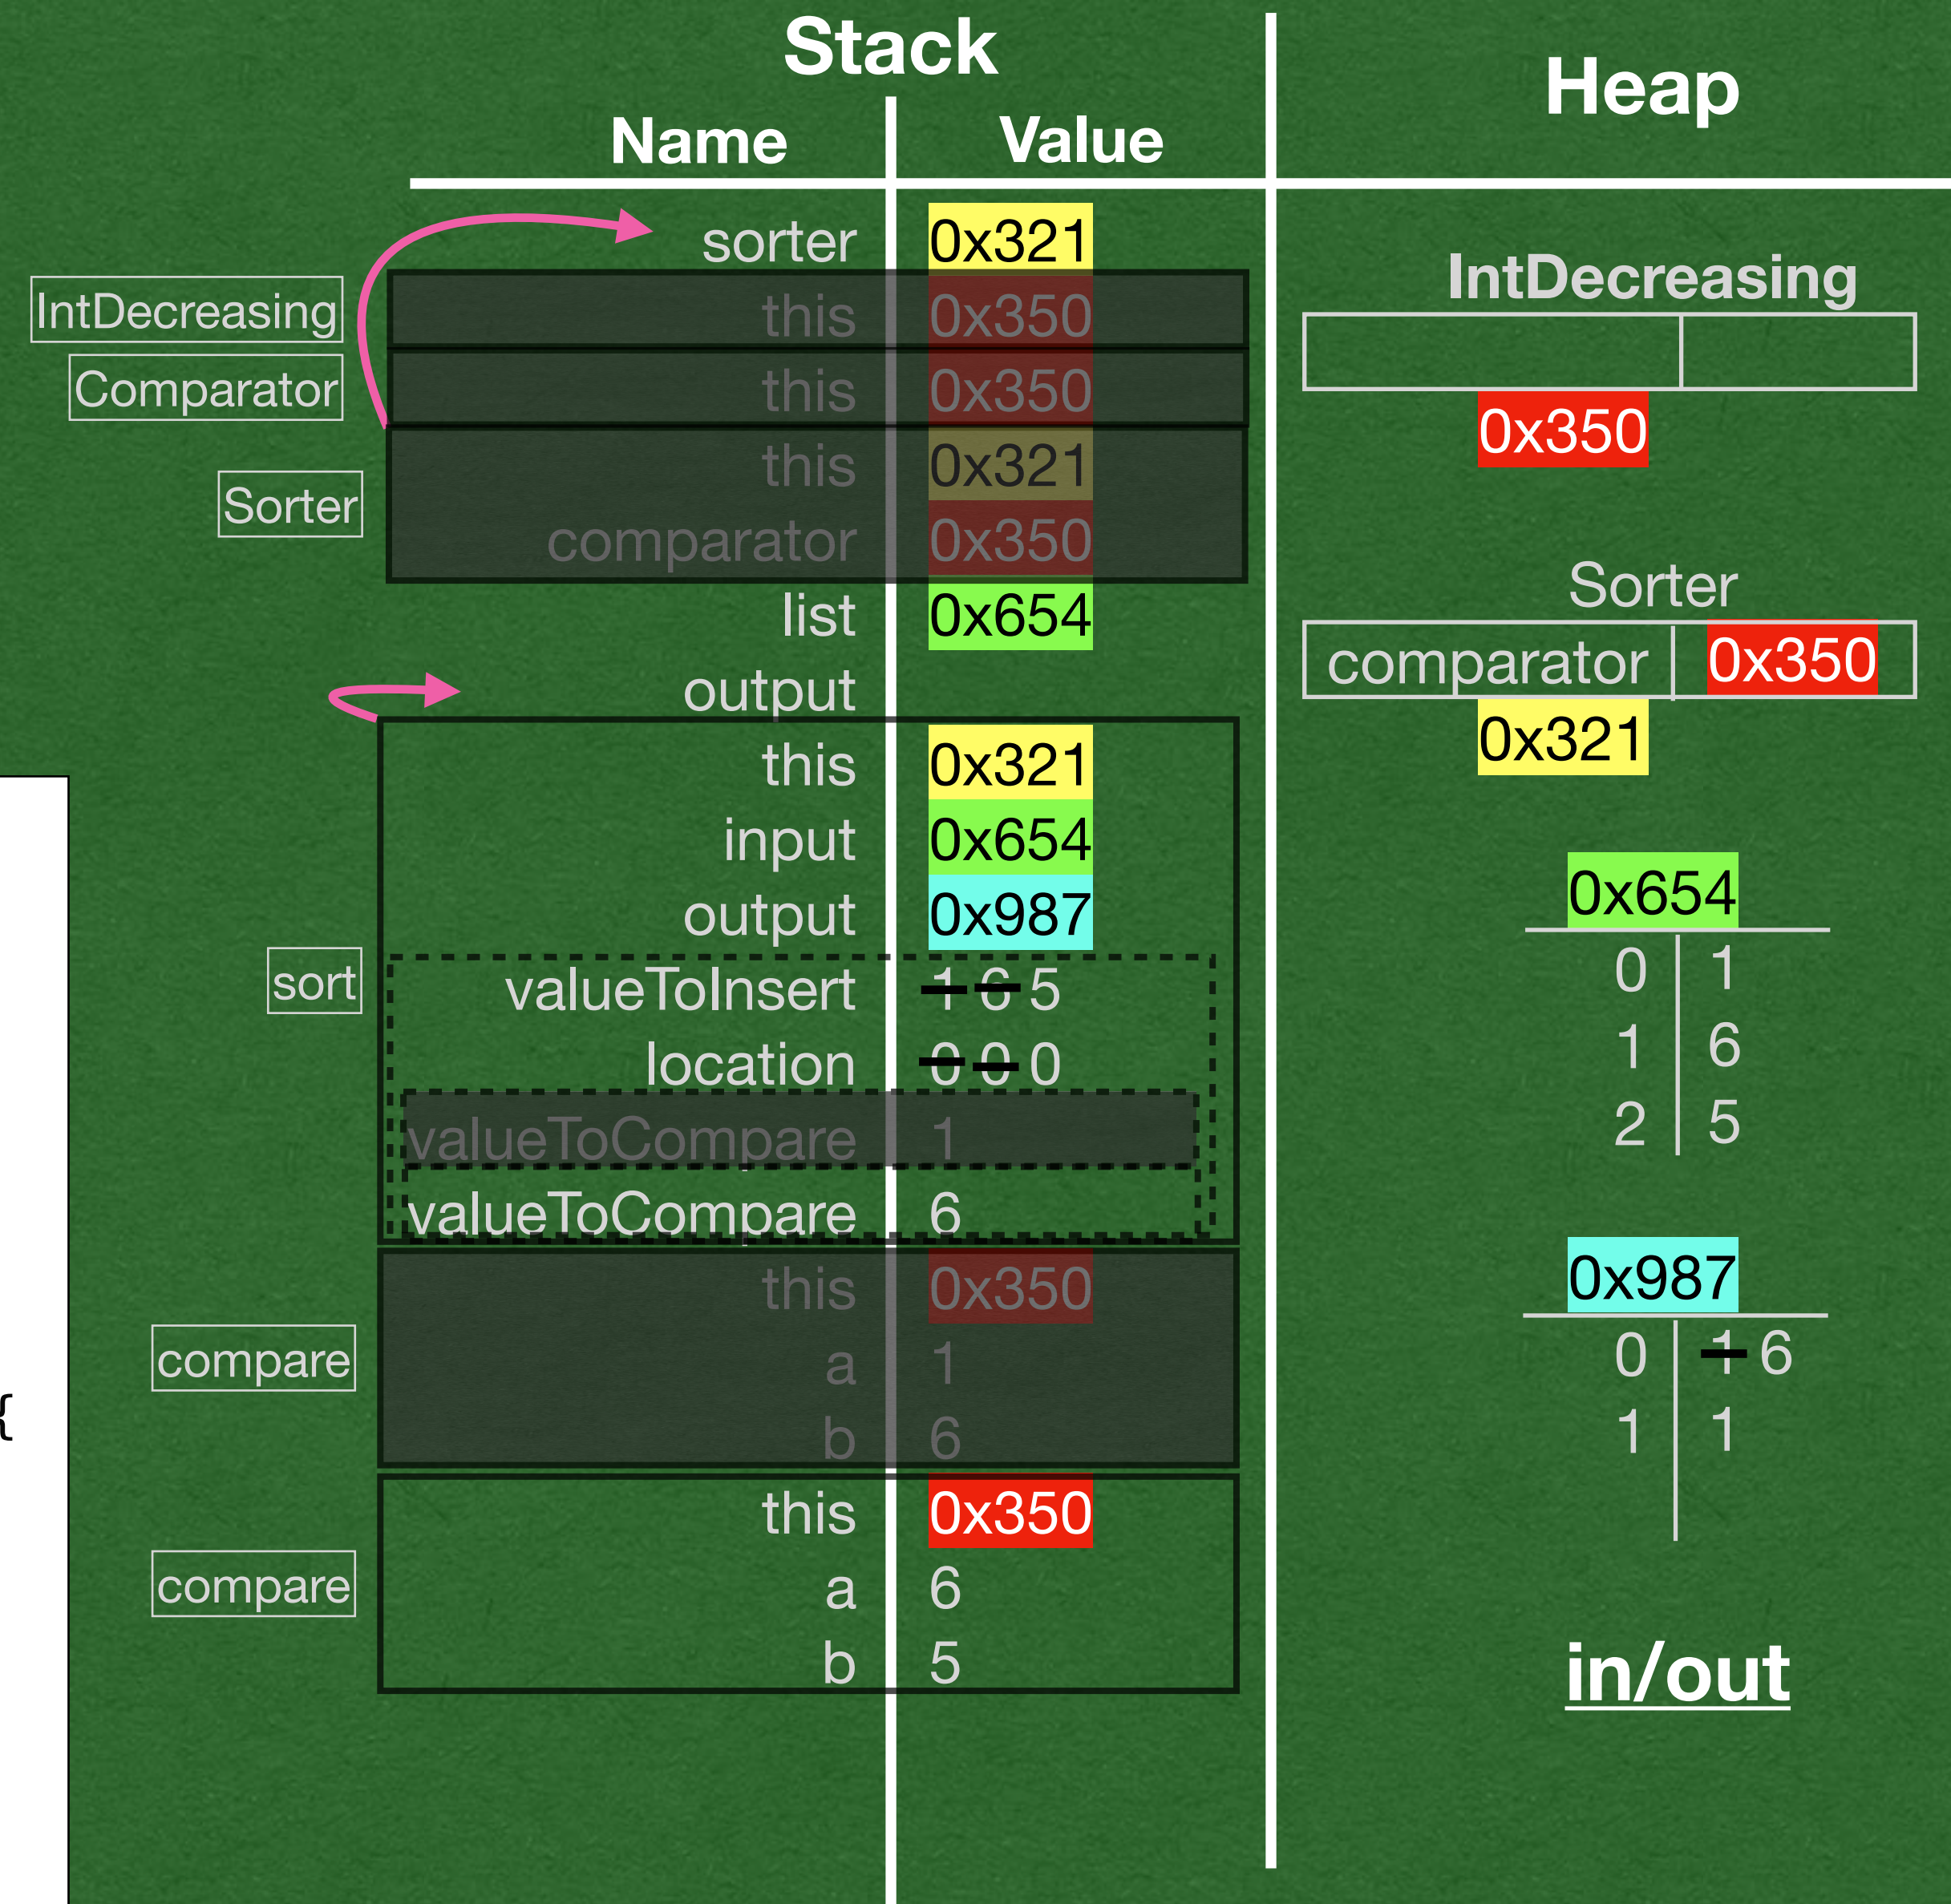 Stack
Heap
Name Value
sorter 0x321
IntDecreasing
IntDecreasing this 0x350
Comparator this 0x350
0x350
this 0x321
Sorter
comparator 0x350
Sorter
list 0x654
comparator 0x350
output
0x321
this 0x321
input 0x654
0x654
output 0x987
0 1
sort
valueToInsert 1 6 5
1 6
location 0 0 0
2 5
valueToCompare 1
valueToCompare 6
0x987
this 0x350
0 1 6
compare
a 1
{
1 1
b 6
this 0x350
compare
a 6
b 5
in/out